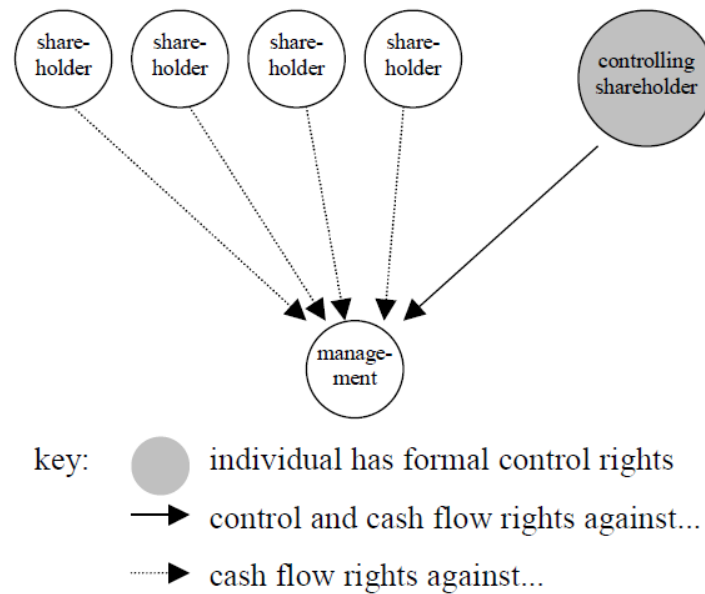 share-
holder
share-
holder
share-
holder
share-
holder
controlling
shareholder
manage-
ment
key:
individual has formal control rights
control and cash flow rights against...
cash flow rights against...